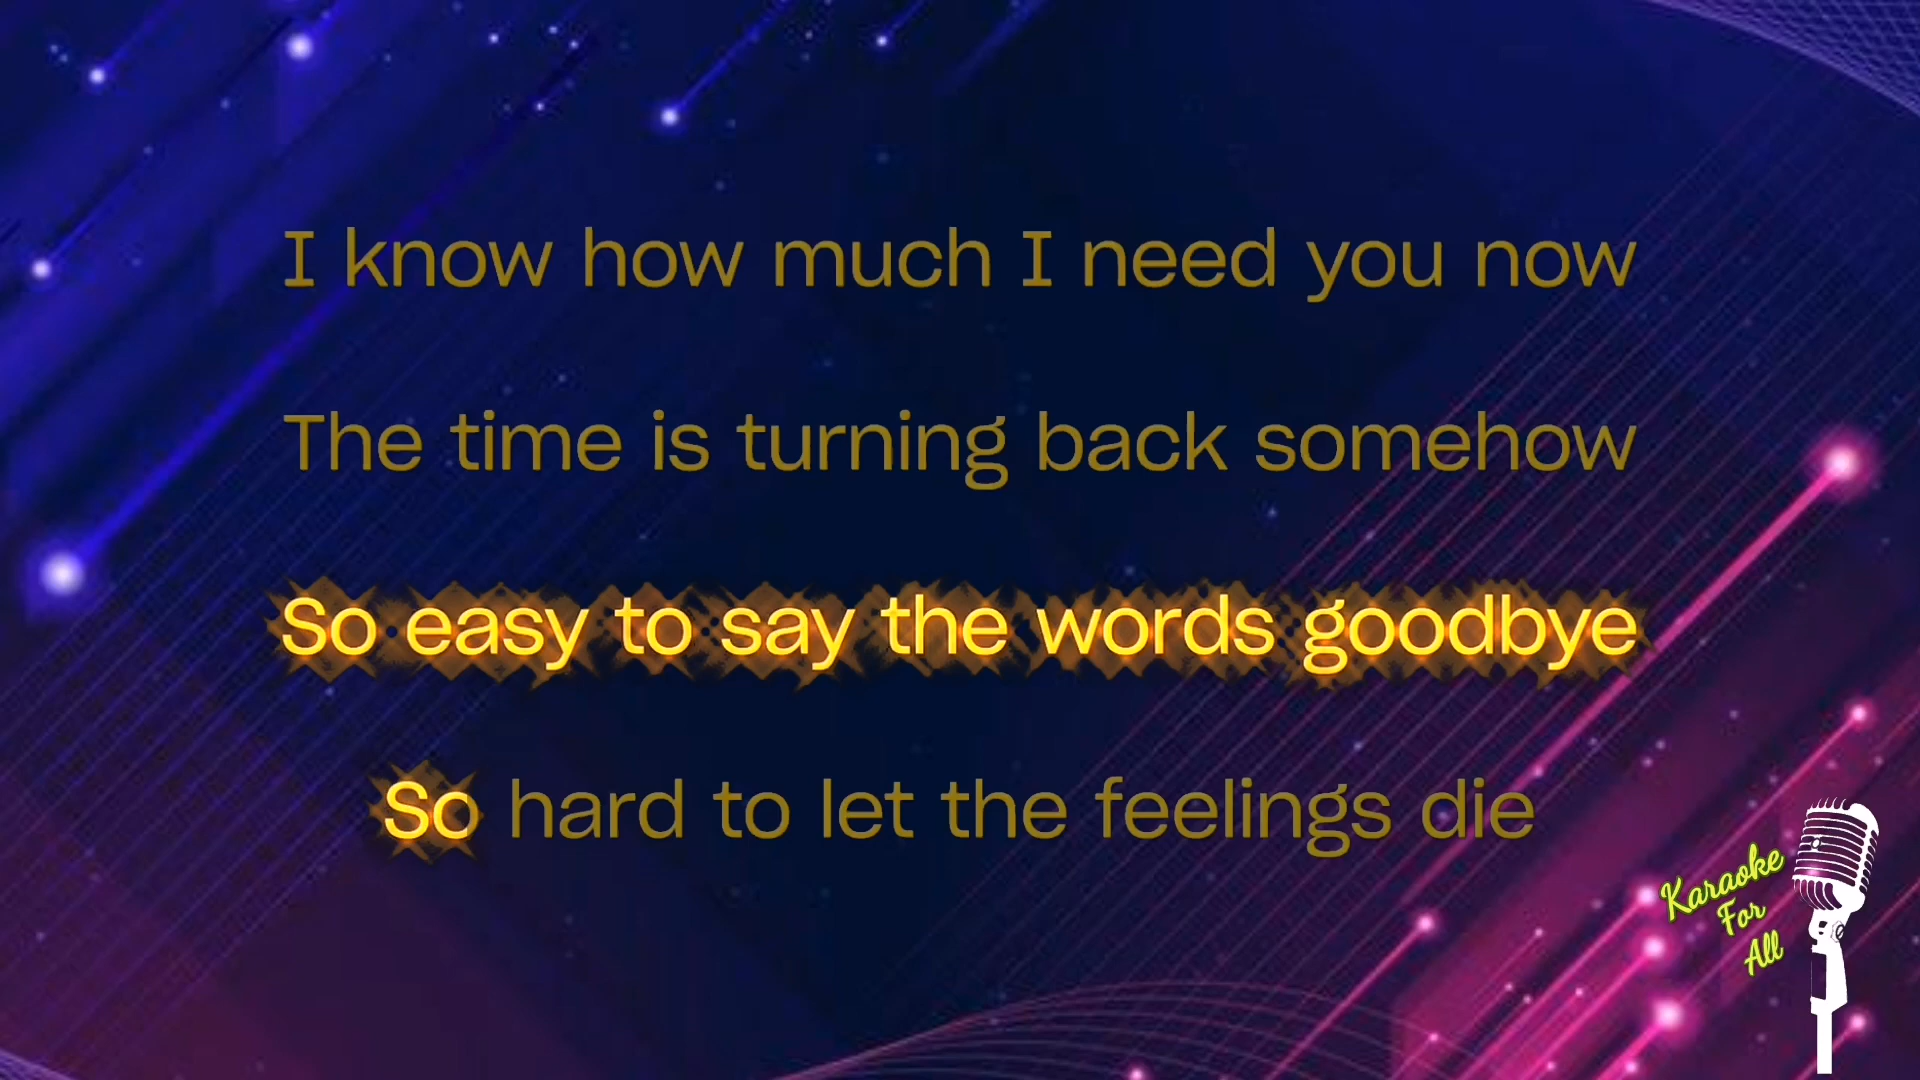 I know how much I need you now
The time is turning back somehow
So easy to say the words goodbye
So hard to let the feelings die
Karaoke
For
All